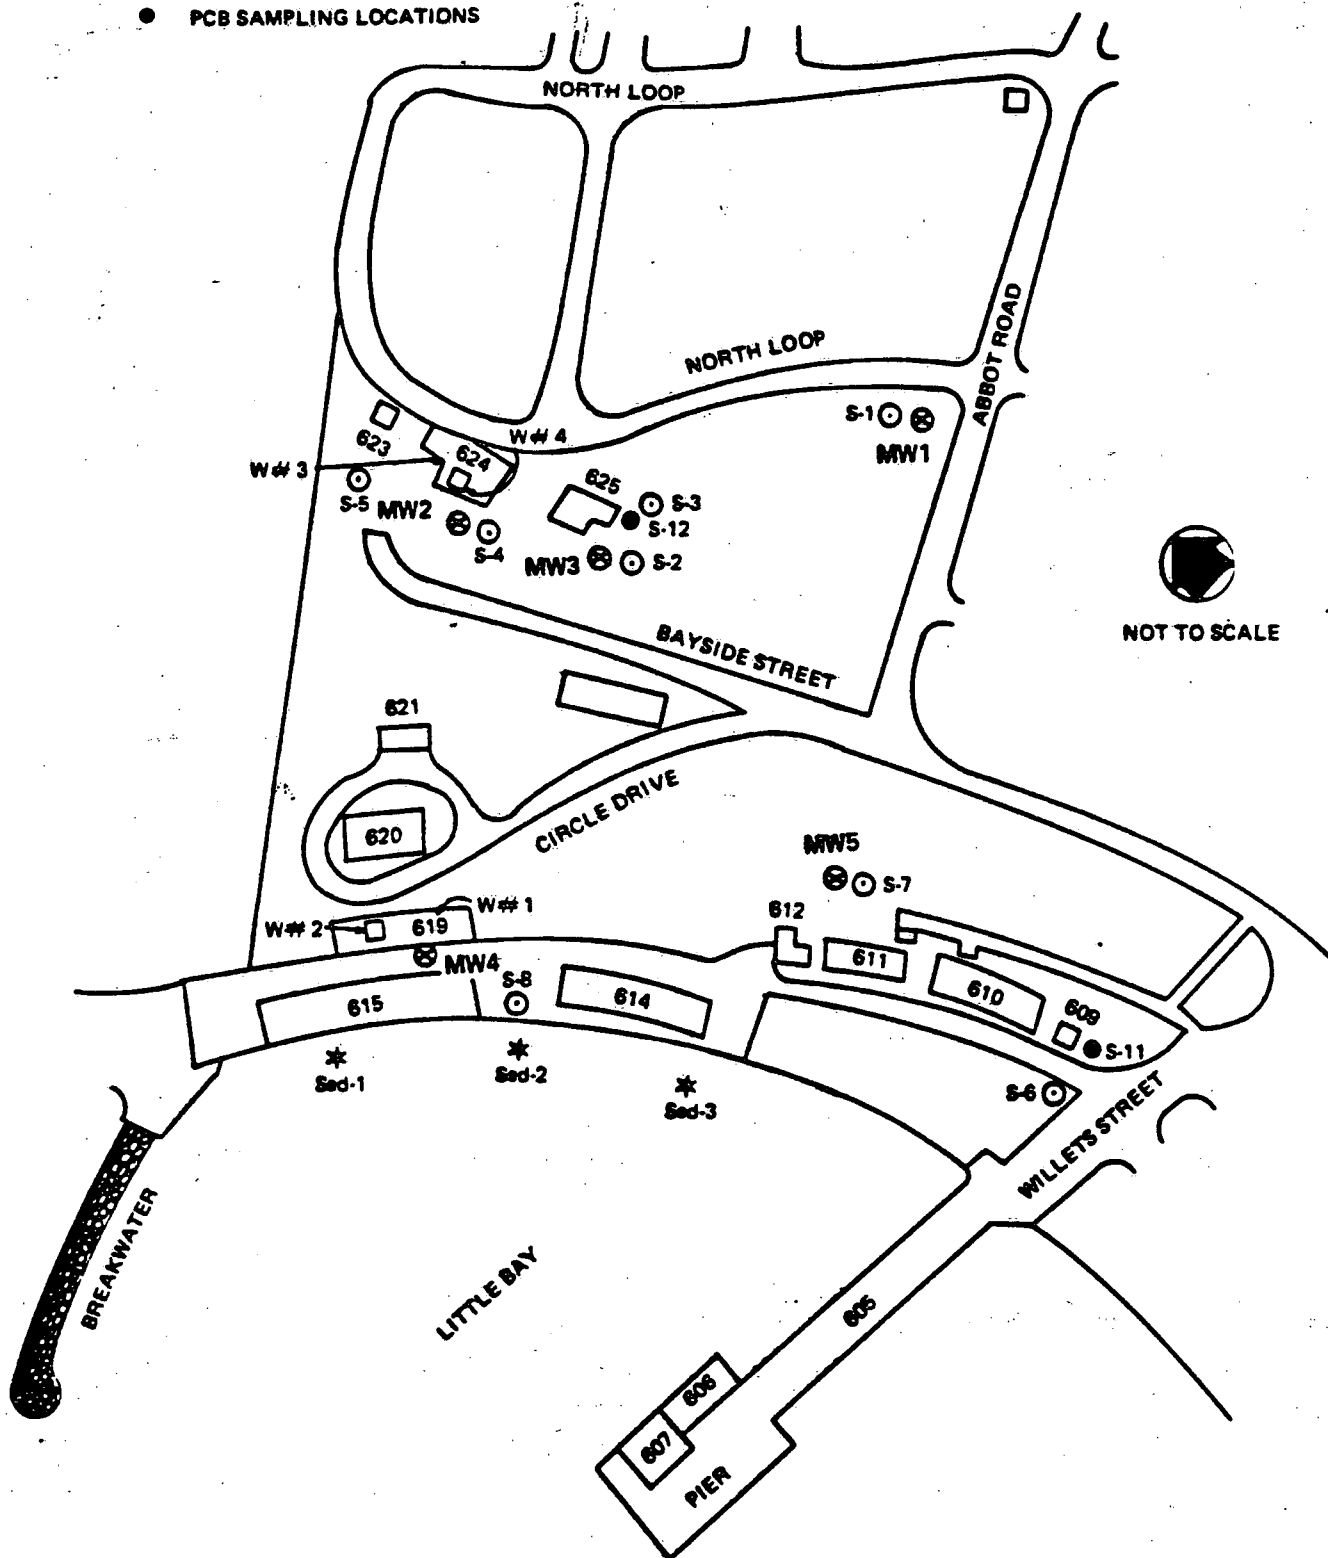 PCB SAMPLING LOCATIONS
NORTH LOOP
NORTH LOOP
ABBOT ROAD
S-1
MW1
623
W# 4
624
W# 3
S-5
MW2
S-4
625
S-3
S-12
MW3
S-2
NOT TO SCALE
BAYSIDE STREET
621
620
CIRCLE DRIVE
MW5
S-7
W# 1
W# 2
619
612
611
MW4
S-8
615
614
610
609
S-11
Sed-1
Sed-2
Sed-3
S-6
WILLETS STREET
BREAKWATER
LITTLE BAY
605
606
607
PIER